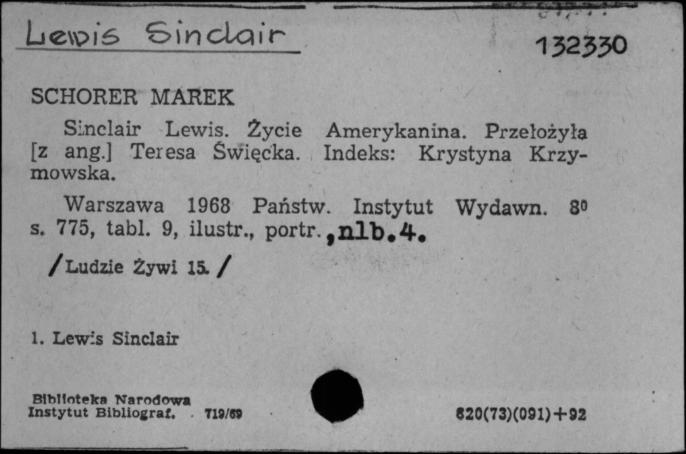 Lewis Sinclair
132330
SCHORER MAREK
Sinclair Lewis. Życie Amerykanina. Przełożyła
[z ang.] Teresa Święcka. Indeks: Krystyna Krzy-
mowska.
Warszawa 1968 Państw. Instytut Wydawn. 8⁰
s. 775, tabl. 9, ilustr., portr. ,nlb.4.
/Ludzie Żywi 15. /
1. Lewis Sinclair
Biblioteka Narodowa
Instytut Bibliograf. 719/69
820(73)(091)+92